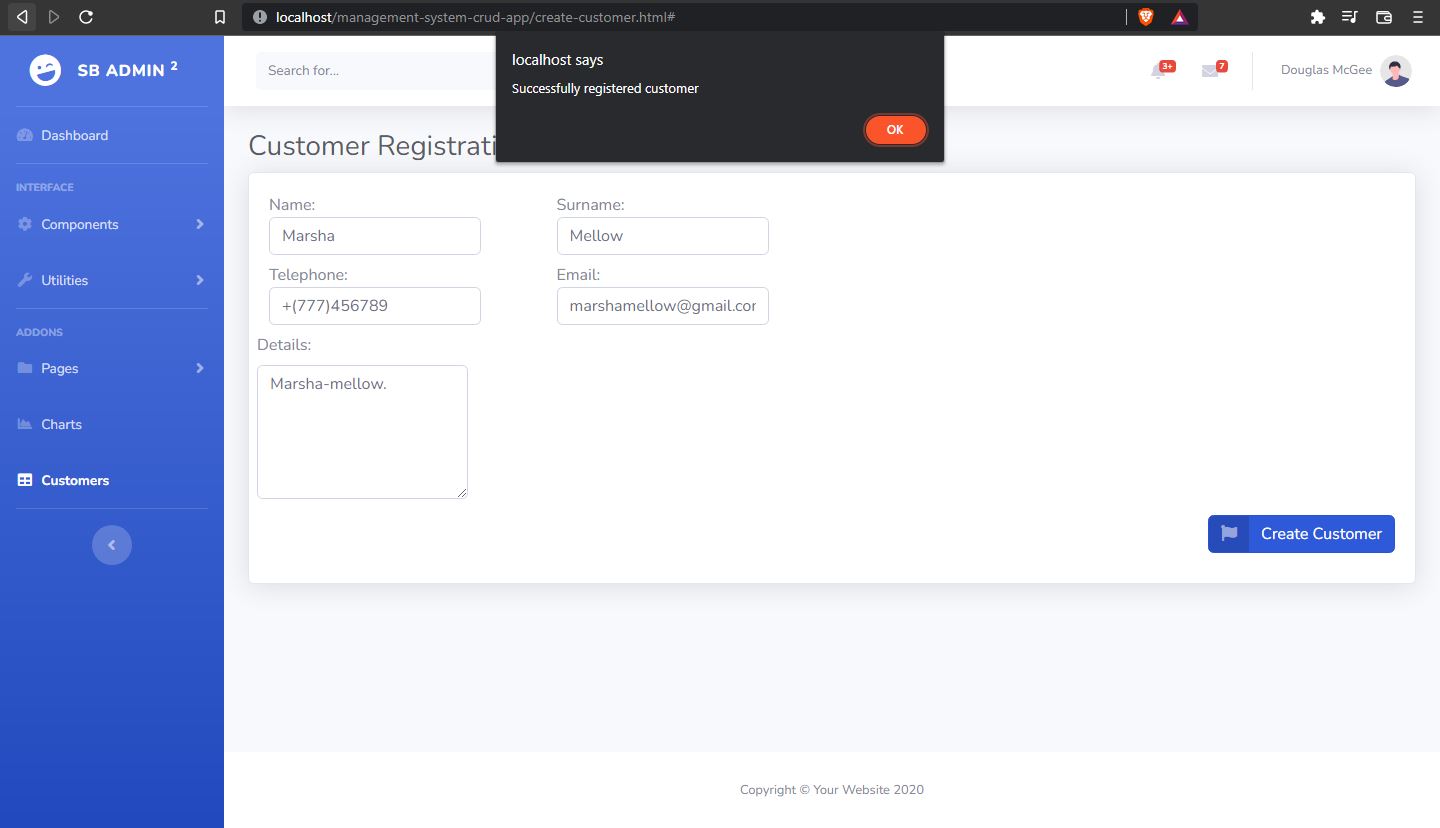 localhost/management-system-crud-app/create-customer.html#
SB ADMIN 2
Dashboard
INTERFACE
Components
Utilities
ADDONS
Pages
Charts
Customers
Search for...
localhost says
Successfully registered customer
OK
3+
7
Douglas McGee
Customer Registrati
Name:
Surname:
Marsha
Mellow
Telephone:
Email:
+(777)456789
marshamellow@gmail.cor
Details:
Marsha-mellow.
Create Customer
Copyright © Your Website 2020